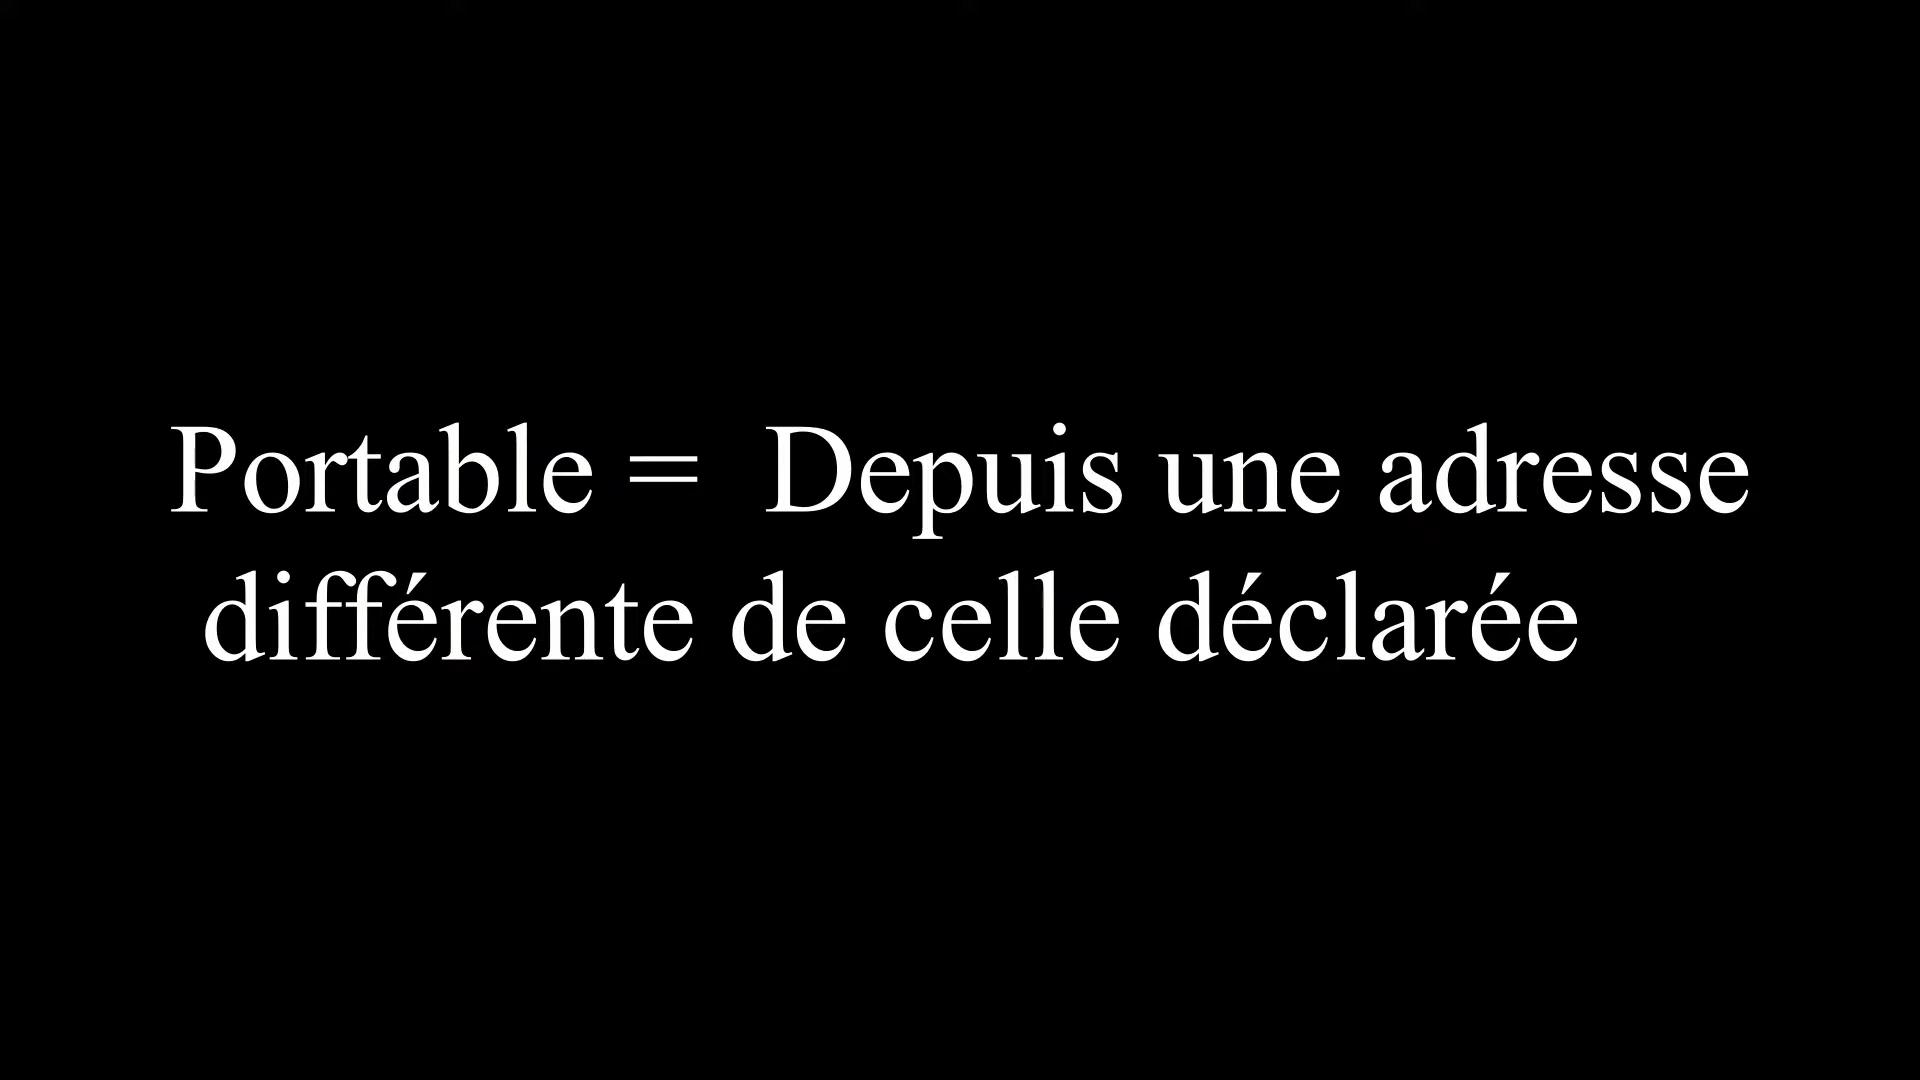 Portable =  Depuis une adresse
différente de celle déclarée